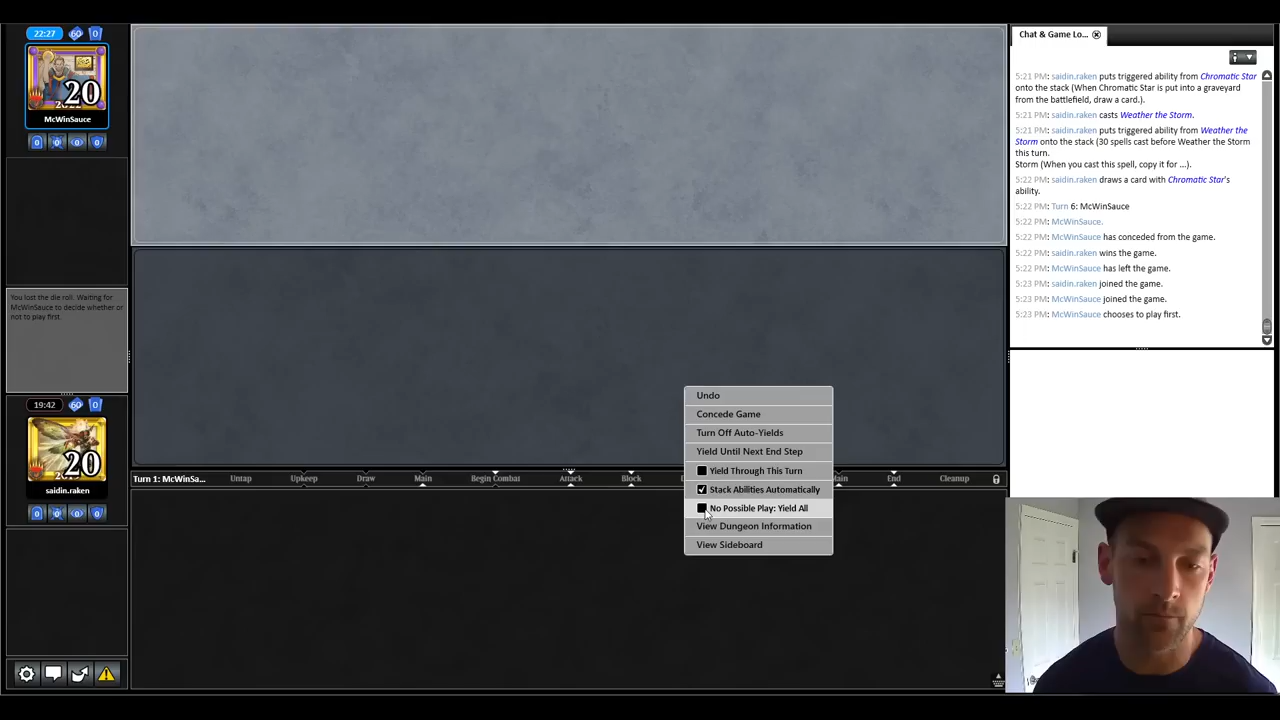 22:27 60 0
20
McWinSauce
You lost the die roll. Waiting for
McWinSauce to decide whether or
not to play first.
19:42 60 0
20
saidin.raken
Turn 1: McWinSa...
Untap
Upkeep
Draw
Main
Begin Combat
Attack
Block
End
Cleanup
Undo
Concede Game
Turn Off Auto-Yields
Yield Until Next End Step
Yield Through This Turn
Stack Abilities Automatically
No Possible Play: Yield All
View Dungeon Information
View Sideboard
Chat & Game Lo...
5:21 PM: saidin.raken puts triggered ability from Chromatic Star
onto the stack (When Chromatic Star is put into a graveyard
from the battlefield, draw a card.).
5:21 PM: saidin.raken casts Weather the Storm.
5:21 PM: saidin.raken puts triggered ability from Weather the
Storm onto the stack (30 spells cast before Weather the Storm
this turn.
Storm (When you cast this spell, copy it for ...).
5:22 PM: saidin.raken draws a card with Chromatic Star's
ability.
5:22 PM: Turn 6: McWinSauce
5:22 PM: McWinSauce.
5:22 PM: McWinSauce has conceded from the game.
5:22 PM: saidin.raken wins the game.
5:22 PM: McWinSauce has left the game.
5:23 PM: saidin.raken joined the game.
5:23 PM: McWinSauce joined the game.
5:23 PM: McWinSauce chooses to play first.